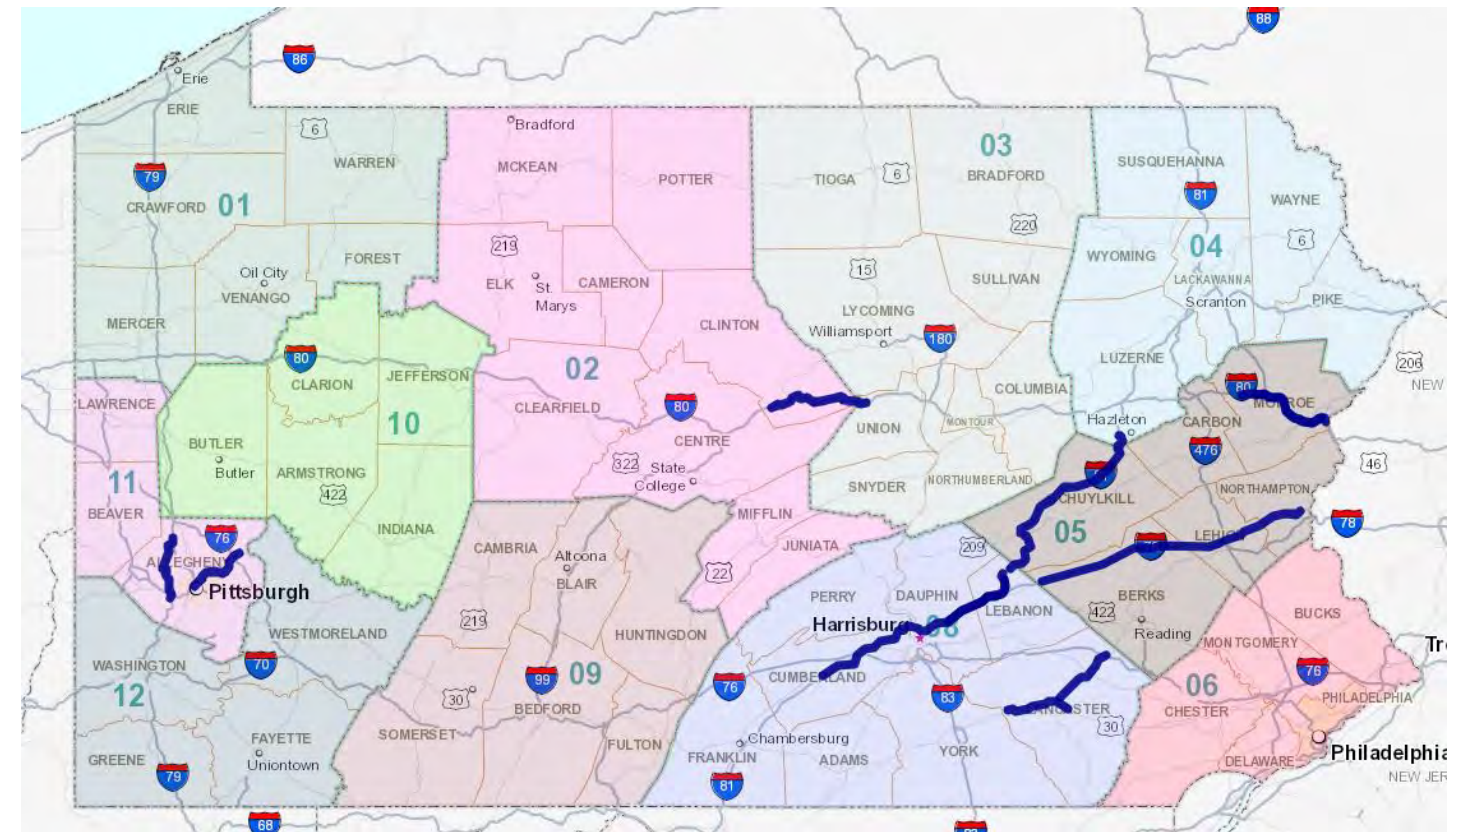 88
86
Erie
ERIE
6
Bradford
03
WARREN
MCKEAN
SUSQUEHANNA
79
POTTER
TIOGA
6
BRADFORD
81
WAYNE
CRAWFORD
01
220
6
219
WYOMING
04
FOREST
15
Oil City
ELK
St.
Marys
CAMERON
SULLIVAN
LACKAWANNA
VENANGO
Scranton
PIKE
MERCER
CLINTON
LYCOMING
Williamsport
180
80
LUZERNE
206
NEW
CLARION
JEFFERSON
02
COLUMBIA
80
LAWRENCE
CLEARFIELD
80
Hazleton
CARBON
10
UNION
MONTOUR
BUTLER
CENTRE
476
Butler
ARMSTRONG
322
State
College
46
11
422
SNYDER
NORTHUMBERLAND
NORTHAMPTON
BEAVER
MIFFLIN
78
INDIANA
05
76
CAMBRIA
Altoona
JUNIATA
209
BLAIR
22
Pittsburgh
PERRY
DAUPHIN
BERKS
LEBANON
422
219
Harrisburg
BUCKS
WESTMORELAND
HUNTINGDON
Reading
MONTGOMERY
Tr
WASHINGTON
70
99
09
76
76
12
30
83
06
PHILADELPHIA
BEDFORD
CHESTER
30
SOMERSET
FAYETTE
Uniontown
FULTON
Chambersburg
GREENE
FRANKLIN
ADAMS
YORK
DELAWARE
Philadelphia
79
81
NEW JER
68